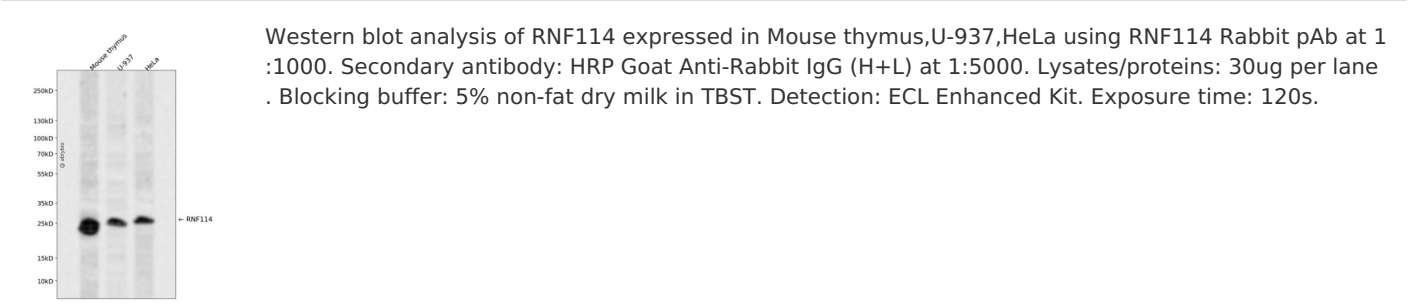 Mouse thymus
U-937
HeLa
250kD
130kD
100kD
70kD
55kD
35kD
25kD
15kD
10kD
@ ablybio
← RNF114
Western blot analysis of RNF114 expressed in Mouse thymus,U-937,HeLa using RNF114 Rabbit pAb at 1
:1000. Secondary antibody: HRP Goat Anti-Rabbit IgG (H+L) at 1:5000. Lysates/proteins: 30ug per lane
. Blocking buffer: 5% non-fat dry milk in TBST. Detection: ECL Enhanced Kit. Exposure time: 120s.